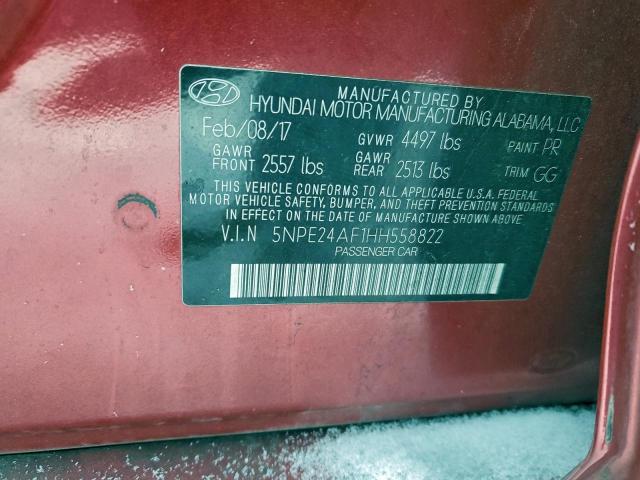 MANUFACTURED BY
HYUNDAI MOTOR MANUFACTURING ALABAMA, LLC
Feb/08/17 GVWR 4497 lbs PAINT PR
GAWR FRONT 2557 lbs GAWR REAR 2513 lbs TRIM GG
THIS VEHICLE CONFORMS TO ALL APPLICABLE U.S.A. FEDERAL
MOTOR VEHICLE SAFETY, BUMPER, AND THEFT PREVENTION STANDARDS
IN EFFECT ON THE DATE OF MANUFACTURE SHOWN ABOVE.
V.I.N 5NPE24AF1HH558822
PASSENGER CAR